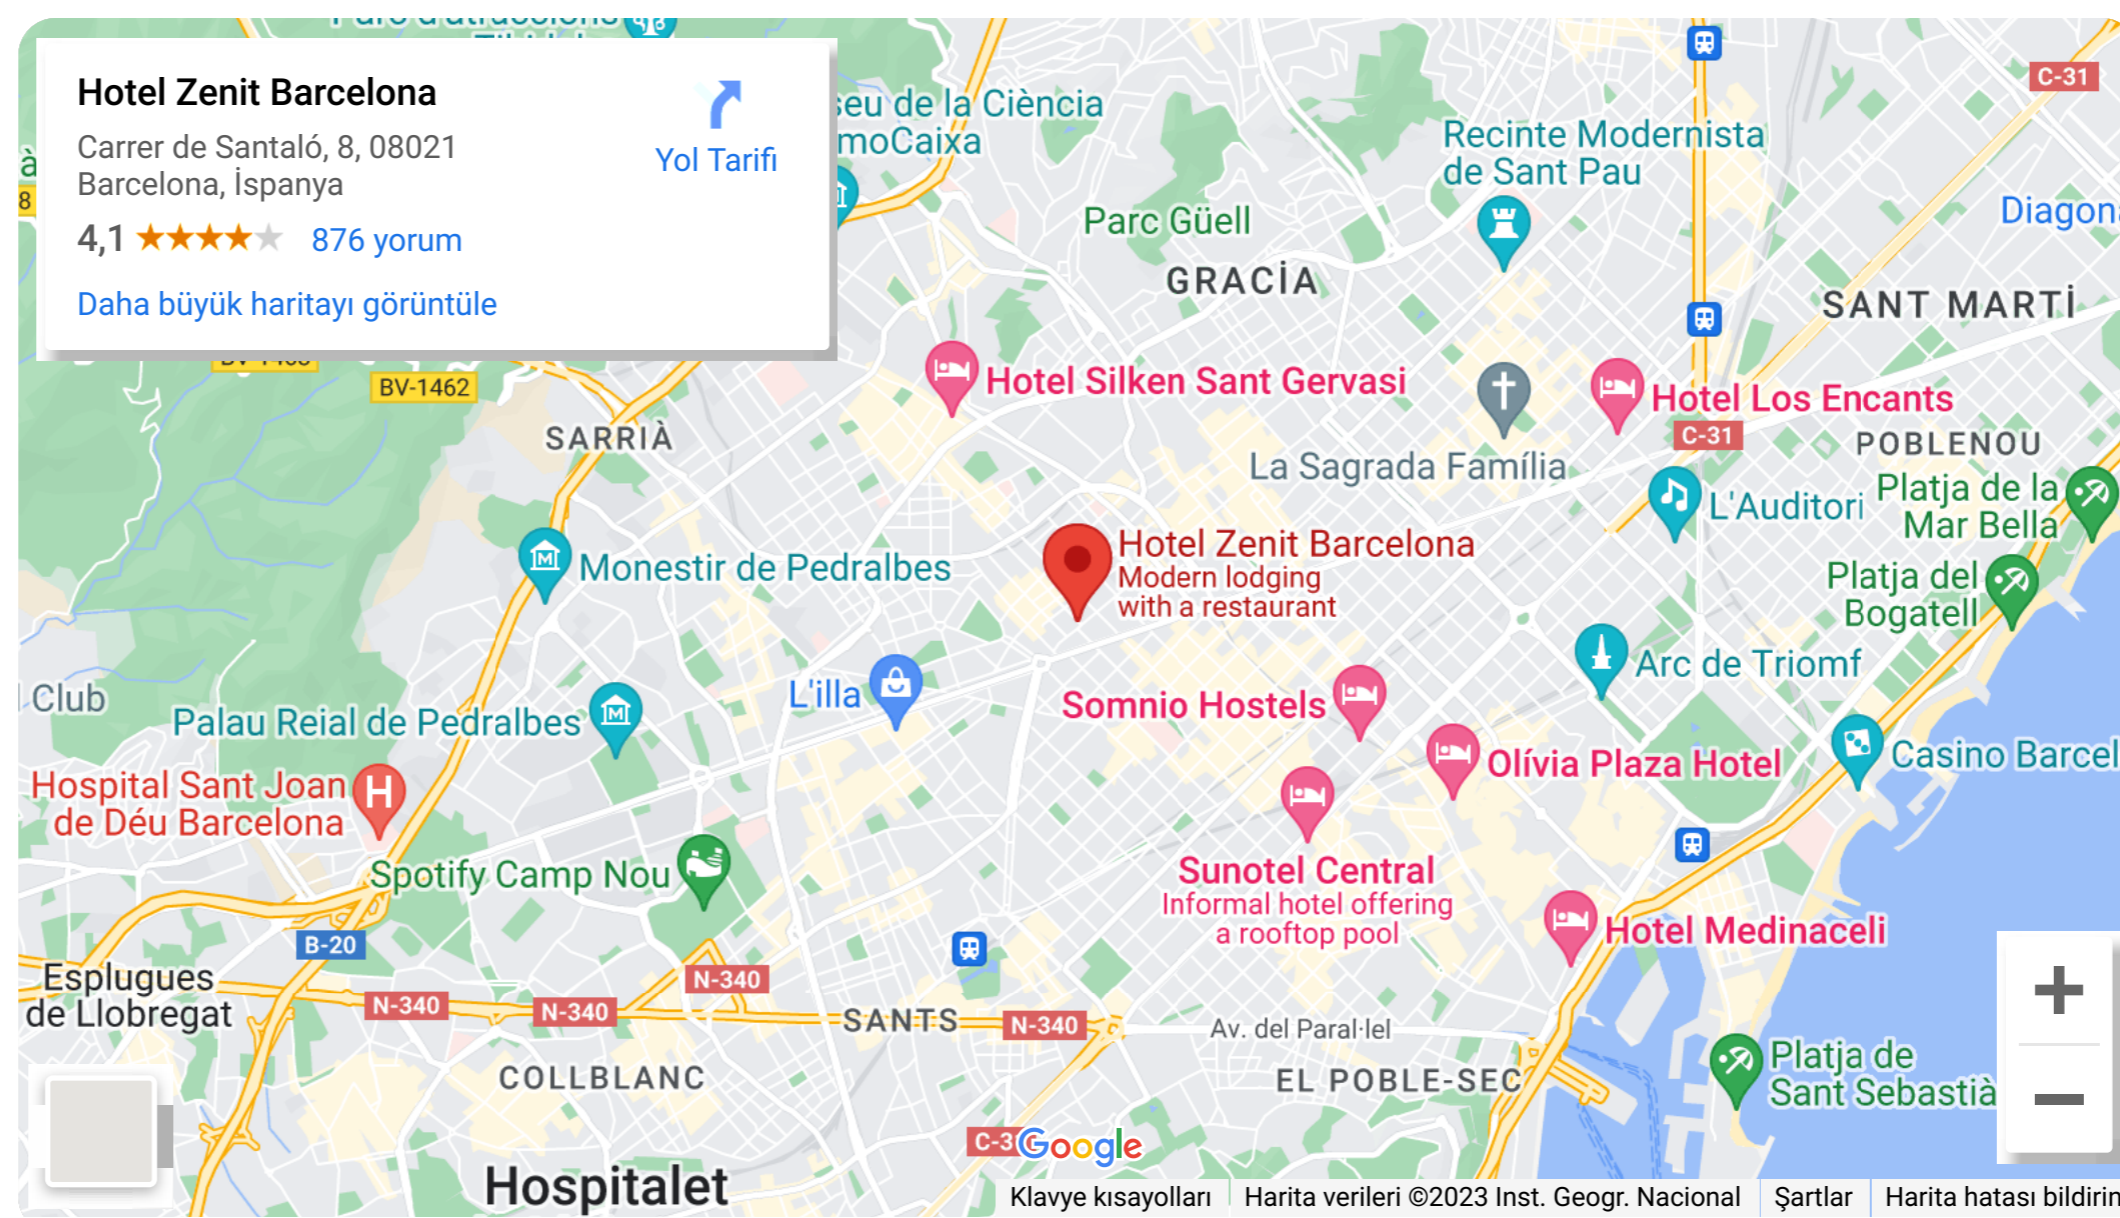 Hotel Zenit Barcelona
Carrer de Santaló, 8, 08021
Barcelona, İspanya
4,1
876 yorum
Daha büyük haritayı görüntüle
Yol Tarifi
seu de la Ciència
moCaixa
Recinte Modernista
de Sant Pau
C-31
Parc Güell
Diagon
GRACİA
SANT MARTİ
8
BV-1462
Hotel Silken Sant Gervasi
Hotel Los Encants
C-31
SARRIÀ
POBLENOU
La Sagrada Família
L'Auditori
Platja de la
Mar Bella
Hotel Zenit Barcelona
Modern lodging
with a restaurant
Monestir de Pedralbes
Platja del
Bogatell
Arc de Triomf
Club
L'illa
Somnio Hostels
Palau Reial de Pedralbes
Olívia Plaza Hotel
Casino Barcel
Hospital Sant Joan
de Déu Barcelona
H
Spotify Camp Nou
Sunotel Central
Informal hotel offering
a rooftop pool
Hotel Medinaceli
B-20
Esplugues
de Llobregat
N-340
N-340
N-340
SANTS
N-340
Av. del Paral·lel
Platja de
Sant Sebastià
COLLBLANC
EL POBLE-SEC
C-3
Google
Hospitalet
Klavye kısayolları
Harita verileri ©2023 Inst. Geogr. Nacional
Şartlar
Harita hatası bildirin